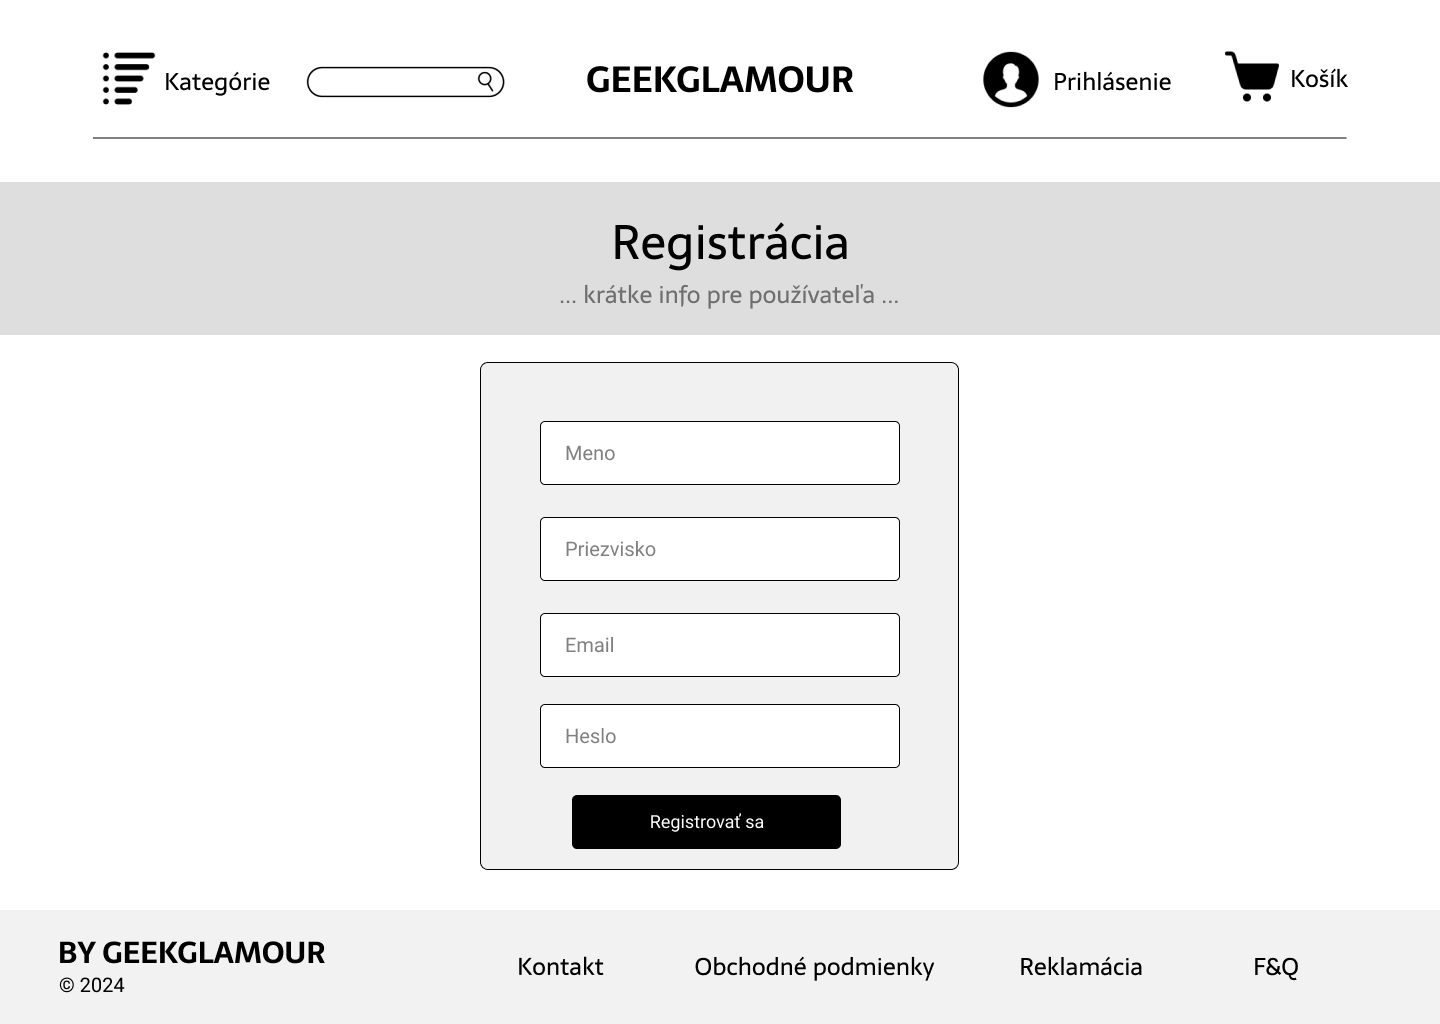 Kategórie
GEEKGLAMOUR
Prihlásenie
Košík
Registrácia
... krátke info pre používateľa ...
Meno
Priezvisko
Email
Heslo
Registrovať sa
BY GEEKGLAMOUR
© 2024
Kontakt
Obchodné podmienky
Reklamácia
F&Q